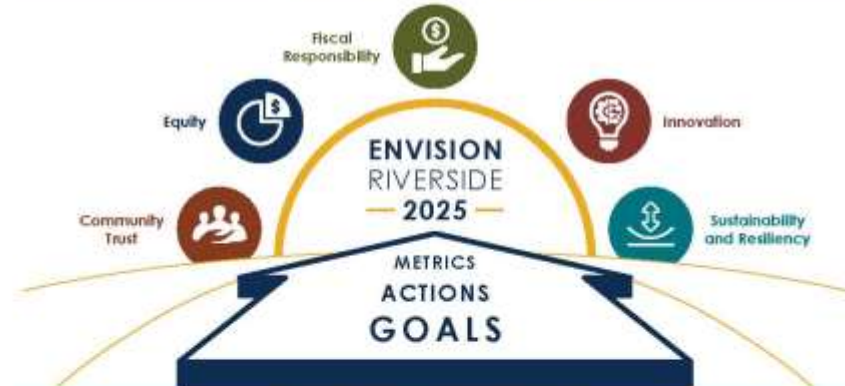 Fiscal
Responsibility
Equity
Innovation
ENVISION
RIVERSIDE
2025
Community
Trust
Sustainability
and Resiliency
METRICS
ACTIONS
GOALS